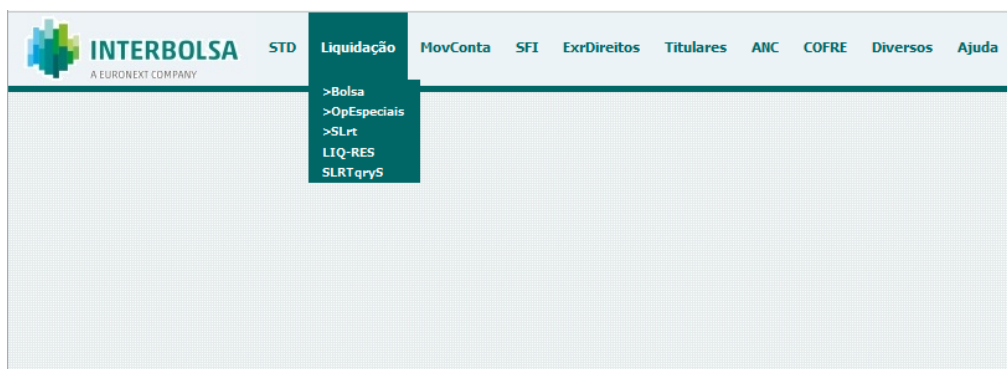 INTERBOLSA
A EURONEXT COMPANY
STD Liquidação MovConta SFI ExrDireitos Titulares ANC COFRE Diversos Ajuda
>Bolsa
>OpEspeciais
>SLrt
LIQ-RES
SLRTqryS